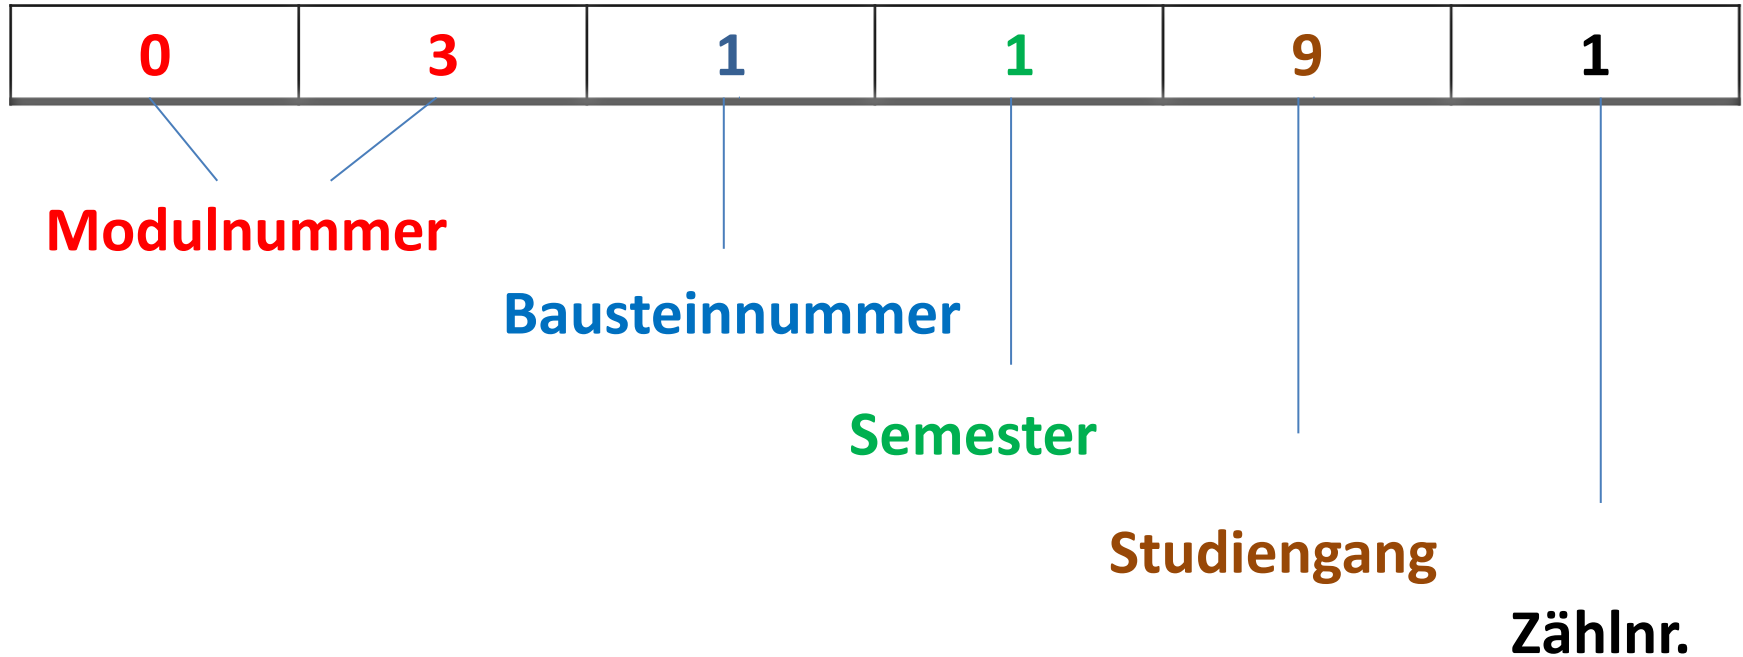 0 3 1 1 9 1
Modulnummer
Bausteinnummer
Semester
Studiengang
Zählnr.